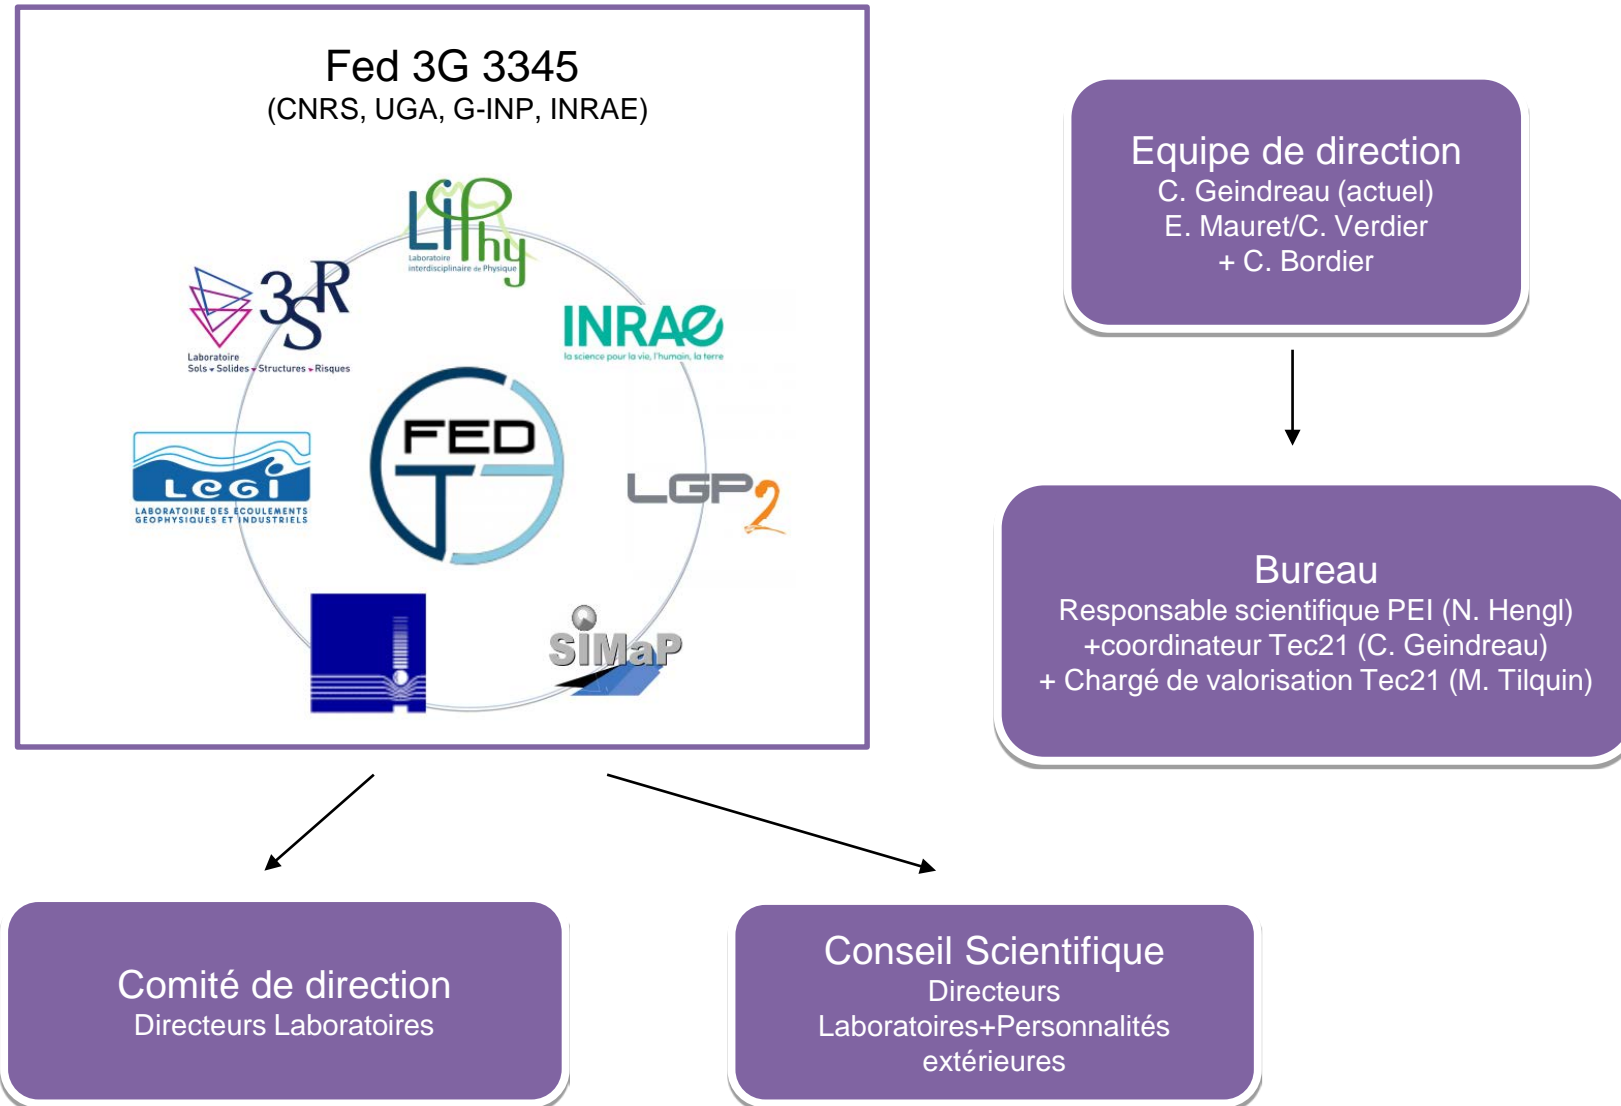 Fed 3G 3345
(CNRS, UGA, G-INP, INRAE)
LiPhy
Laboratoire
interdisciplinaire de Physique
3SR
Laboratoire
Sols Solides Structures Risques
INRAE
la science pour la vie, l'humain, la terre
FED
T3
LEGI
LABORATOIRE DES ECOULEMENTS
GEOPHYSIQUES ET INDUSTRIELS
LGP2
SIMaP
Equipe de direction
C. Geindreau (actuel)
E. Mauret/C. Verdier
+ C. Bordier
Bureau
Responsable scientifique PEI (N. Hengl)
+coordinateur Tec21 (C. Geindreau)
+ Chargé de valorisation Tec21 (M. Tilquin)
Comité de direction
Directeurs Laboratoires
Conseil Scientifique
Directeurs
Laboratoires+Personnalités
extérieures